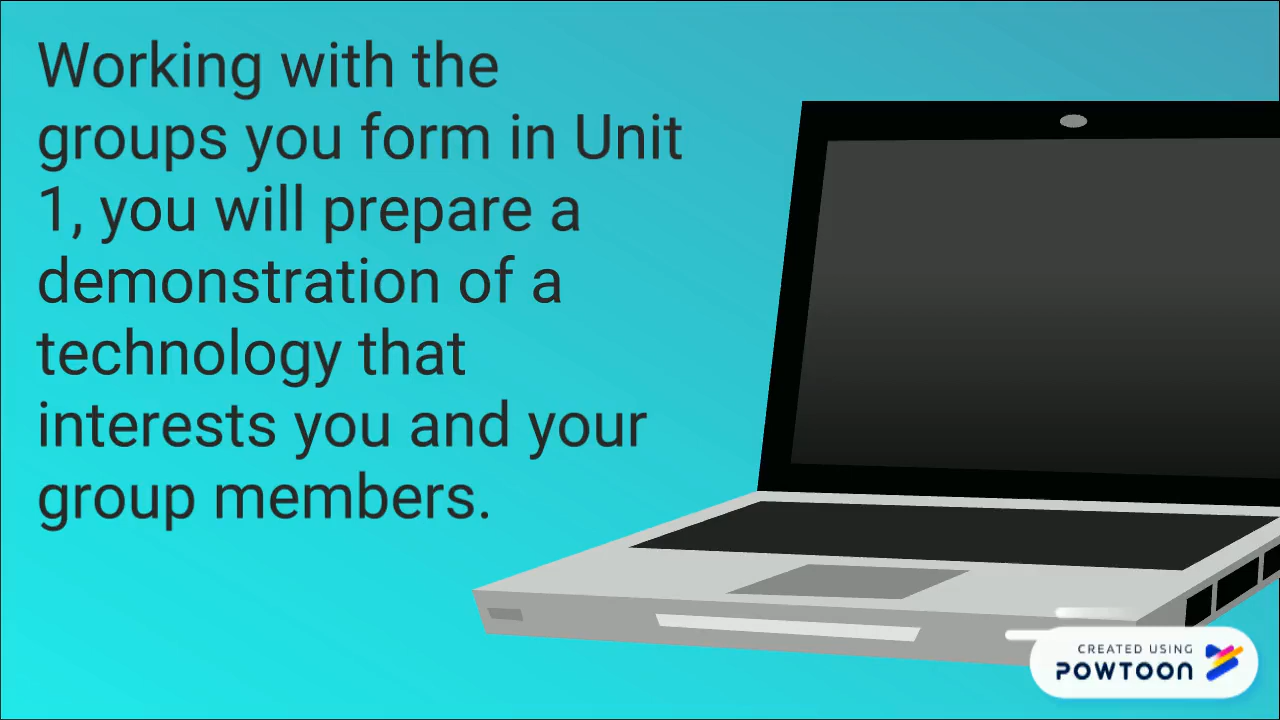 Working with the
groups you form in Unit
1, you will prepare a
demonstration of a
technology that
interests you and your
group members.
CREATED USING
POWTOON